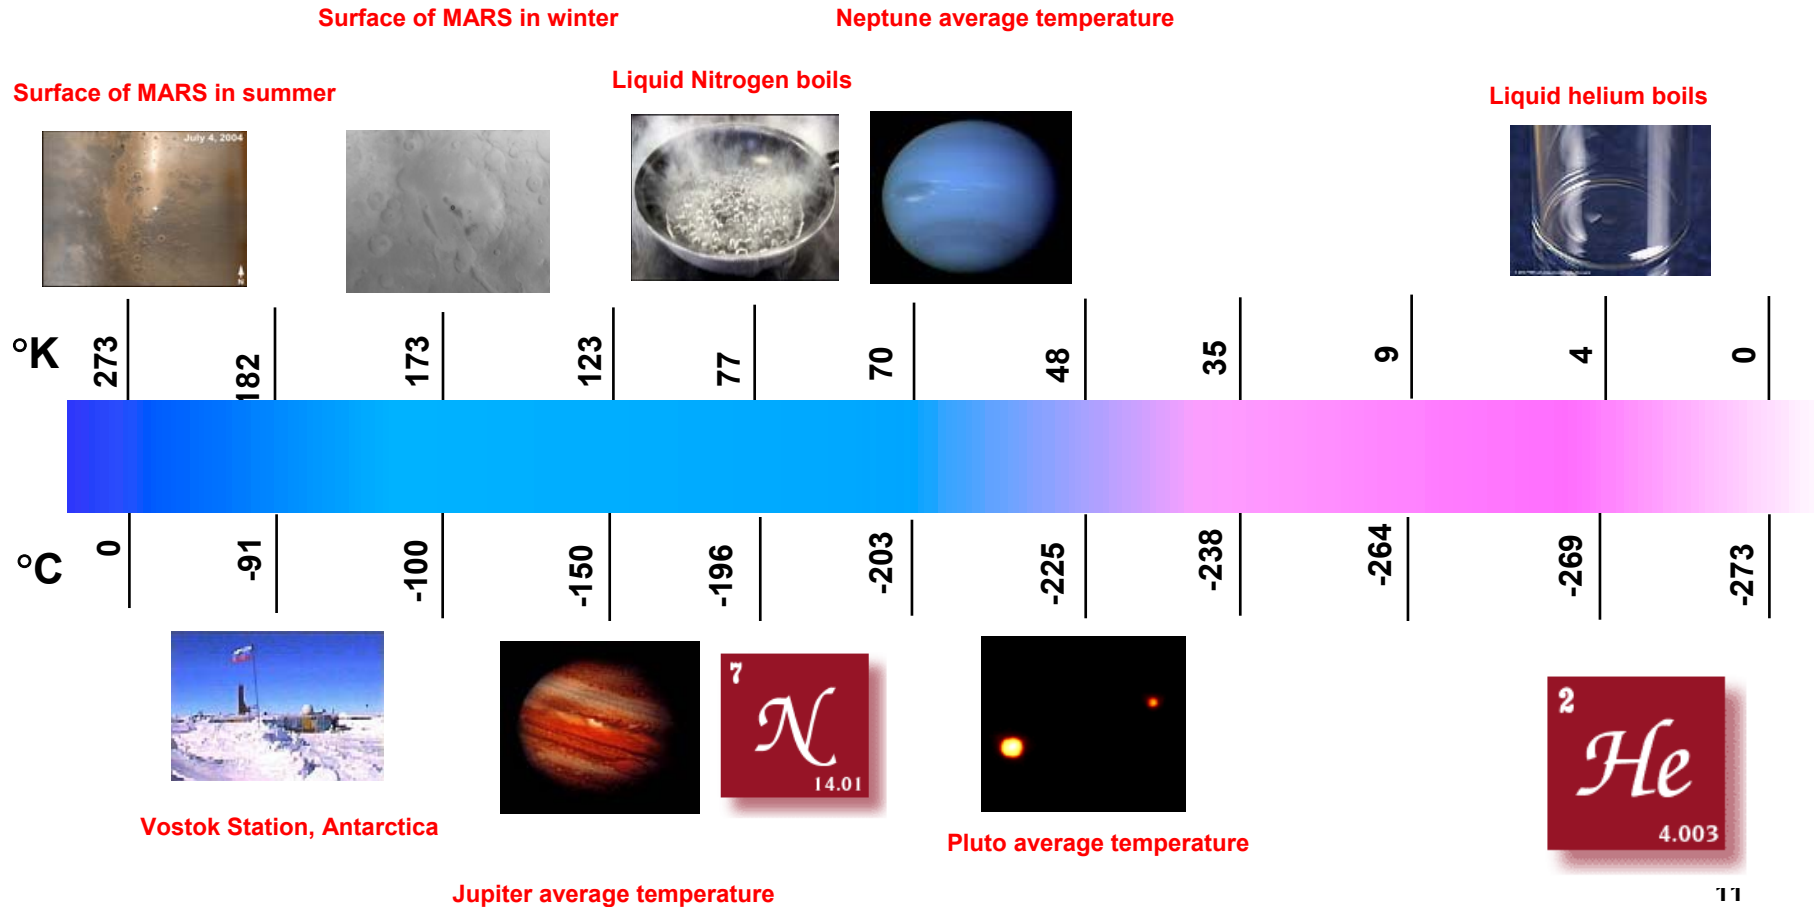 Surface of MARS in winter
Neptune average temperature
Surface of MARS in summer
Liquid Nitrogen boils
Liquid helium boils
July 4, 2004
N
°K
273
182
173
123
77
70
48
35
9
4
0
°C
0
-91
-100
-150
-196
-203
-225
-238
-264
-269
-273
7
N
14.01
2
He
4.003
Vostok Station, Antarctica
Pluto average temperature
Jupiter average temperature
11